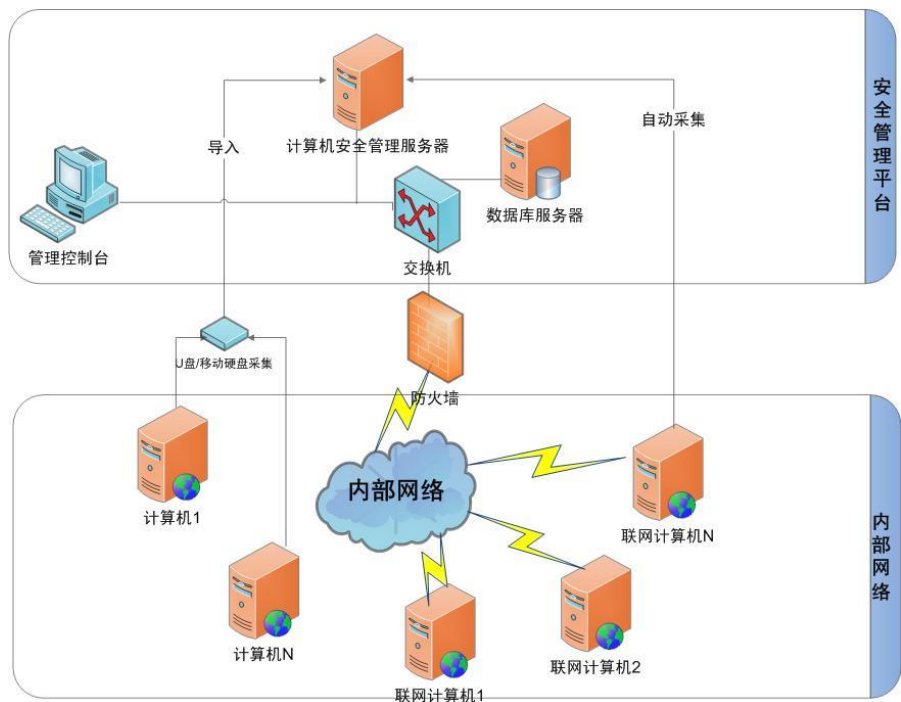 安全管理平台
计算机安全管理服务器
导入
自动采集
数据库服务器
管理控制台
交换机
U盘/移动硬盘采集
防火墙
内部网络
计算机1
内部网络
联网计算机N
计算机N
联网计算机1
联网计算机2